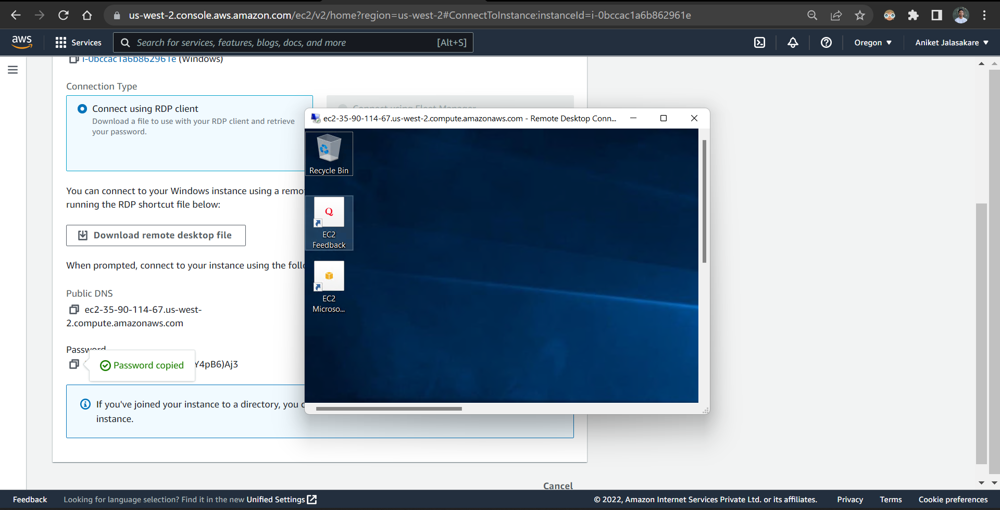 us-west-2.console.aws.amazon.com/ec2/v2/home?region=us-west-2#ConnectToInstance:instanceId=i-0bccac1a6b862961e
aws
Services
Search for services, features, blogs, docs, and more
[Alt+S]
Oregon
Aniket Jalasakare
i-0bccac1a6b862961e (Windows)
Connection Type
Connect using RDP client
Download a file to use with your RDP client and retrieve
your password.
Connect using Fleet Manager
You can connect to your Windows instance using a remo
running the RDP shortcut file below:
Download remote desktop file
When prompted, connect to your instance using the follo
Public DNS
ec2-35-90-114-67.us-west-
2.compute.amazonaws.com
Password
Password copied
Y4pB6)Aj3
If you've joined your instance to a directory, you c
instance.
ec2-35-90-114-67.us-west-2.compute.amazonaws.com - Remote Desktop Conn...
Recycle Bin
Q
EC2
Feedback
EC2
Microso...
Cancel
Feedback
Looking for language selection? Find it in the new Unified Settings
© 2022, Amazon Internet Services Private Ltd. or its affiliates.
Privacy
Terms
Cookie preferences